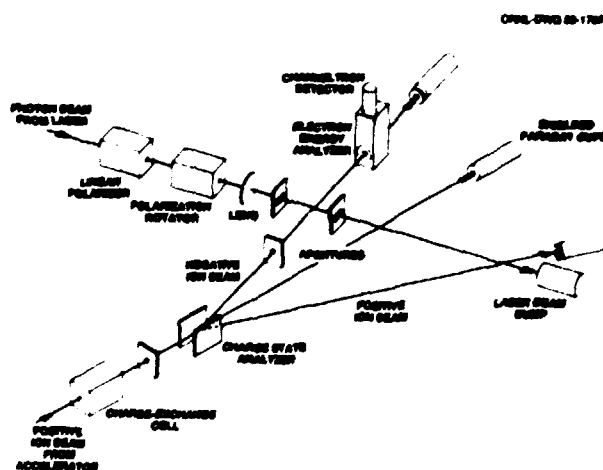 CHANNELTRON
DETECTOR
PHOTON BEAM
FROM LASER
ELECTRON
ENERGY
ANALYZER
SHIELDED
FARADAY CUPS
LINEAR
POLARIZER
POLARIZATION
ROTATOR
LENS
APERTURES
NEGATIVE
ION BEAM
POSITIVE
ION BEAM
LASER BEAM
DUMP
CHARGE STATE
ANALYZER
CHARGE-EXCHANGE
CELL
POSITIVE
ION BEAM
FROM
ACCELERATOR